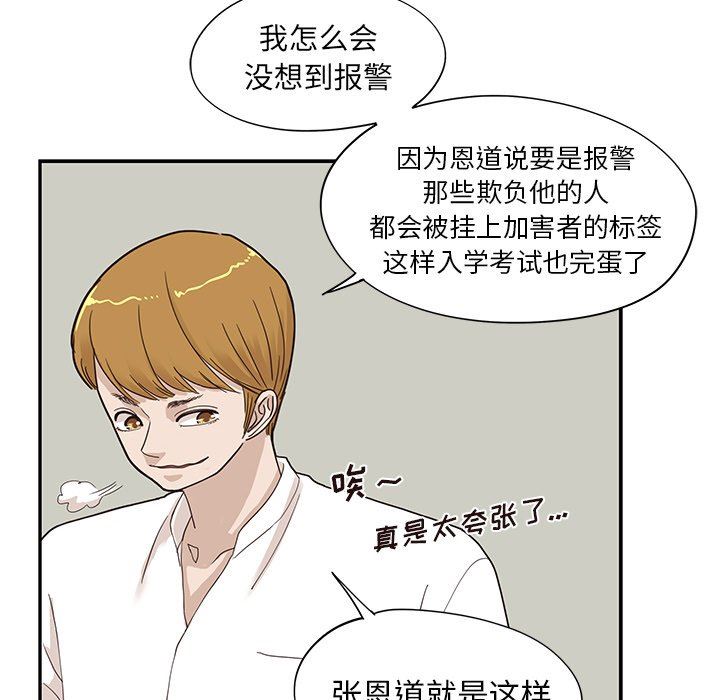 我怎么会
没想到报警
因为恩道说要是报警
那些欺负他的人
都会被挂上加害者的标签
这样入学考试也完蛋了
唉～
真是太夸张了...
张恩道就是这样